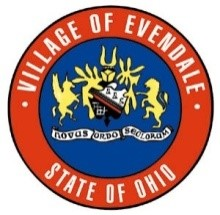 · VILLAGE OF EVENDALE ·
NOVUS ORDO SECLORUM
STATE OF OHIO